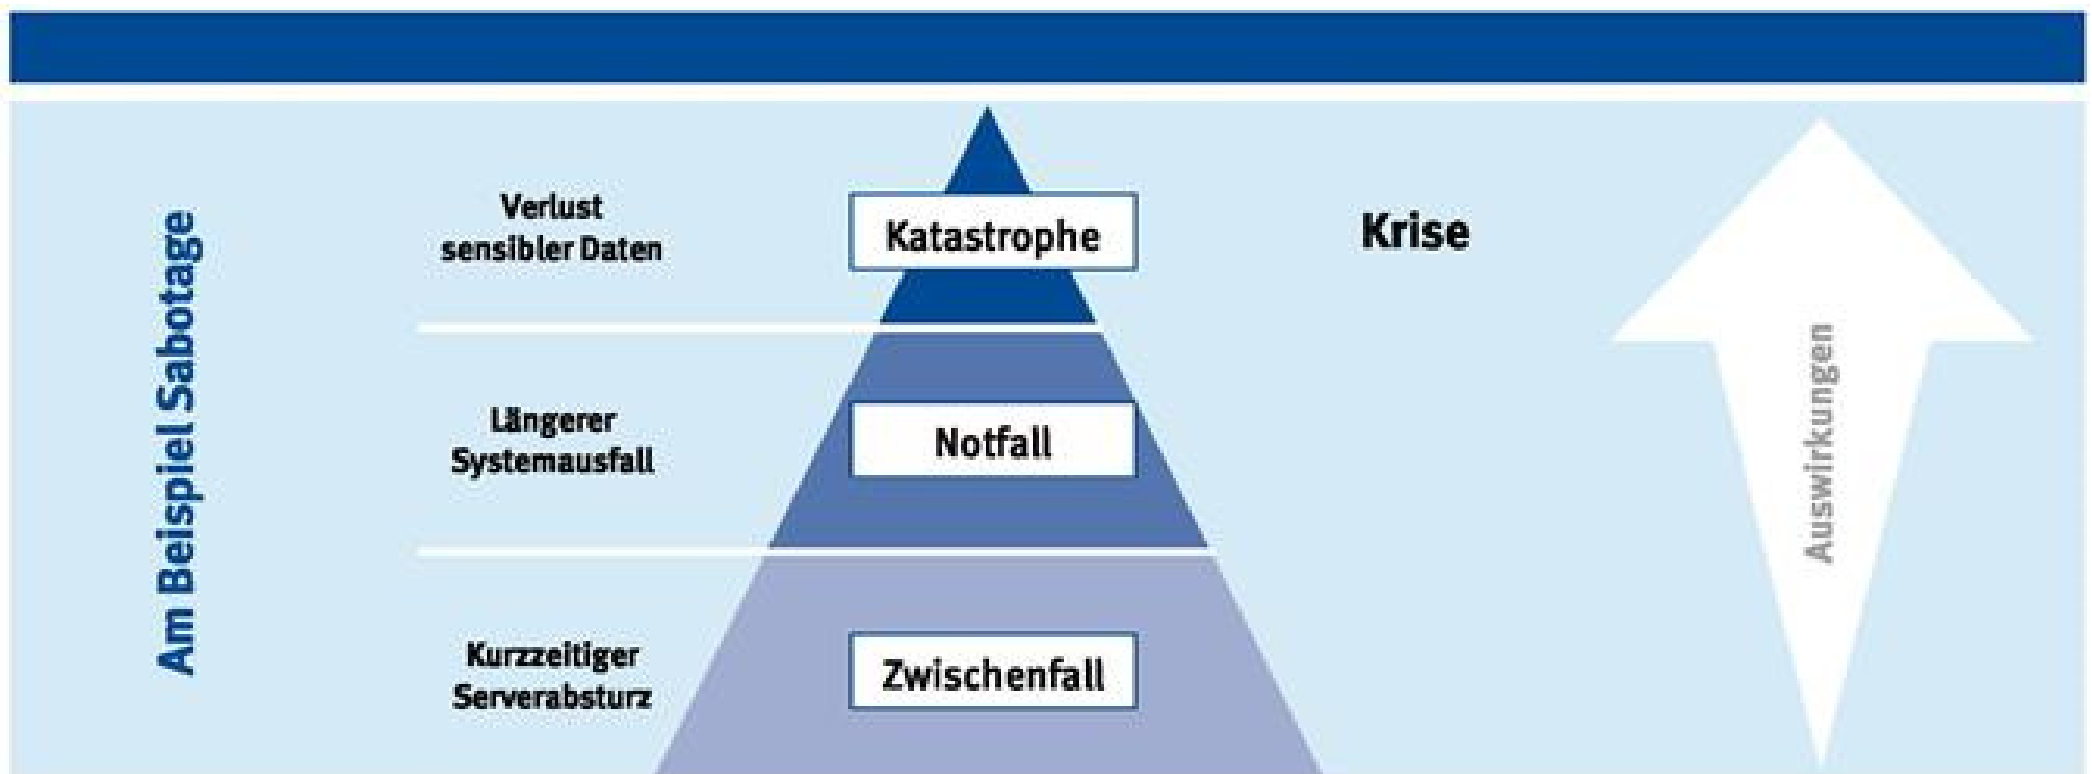 Am Beispiel Sabotage
Verlust
sensibler Daten
Katastrophe
Krise
Längerer
Systemausfall
Notfall
Kurzzeitiger
Serverabsturz
Zwischenfall
Auswirkungen